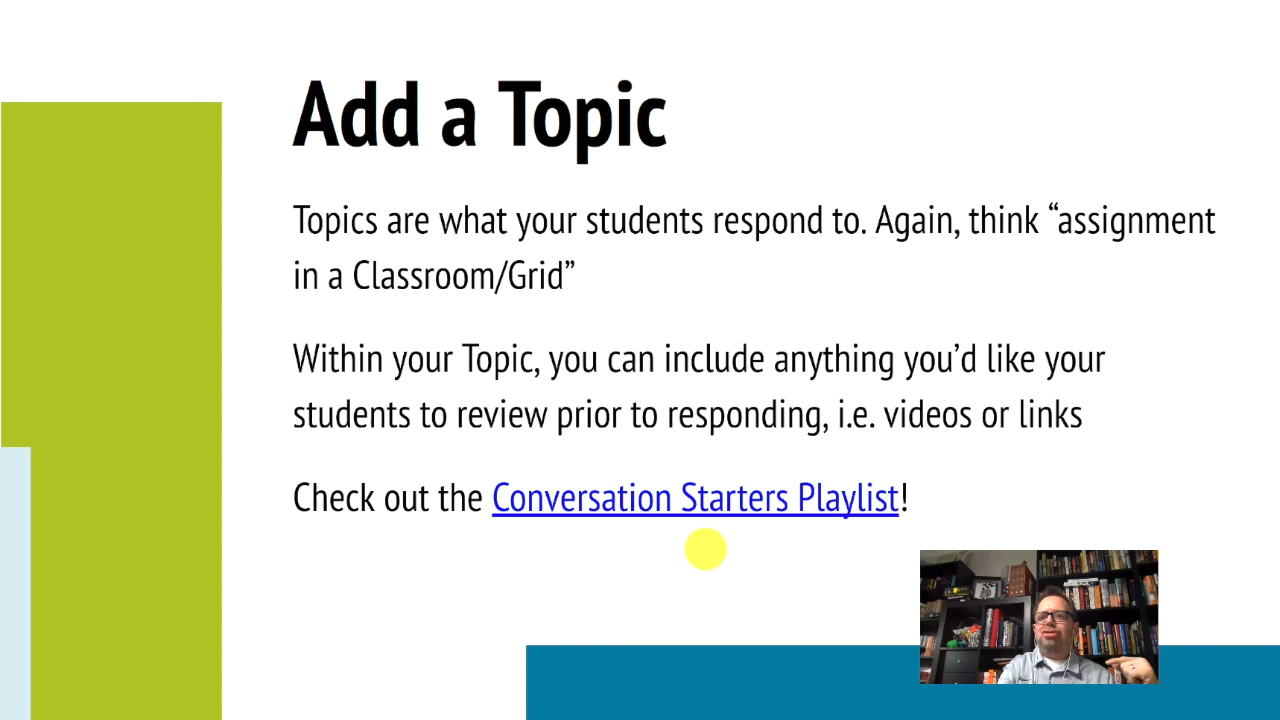 Add a Topic
Topics are what your students respond to. Again, think “assignment
in a Classroom/Grid”
Within your Topic, you can include anything you’d like your
students to review prior to responding, i.e. videos or links
Check out the Conversation Starters Playlist!